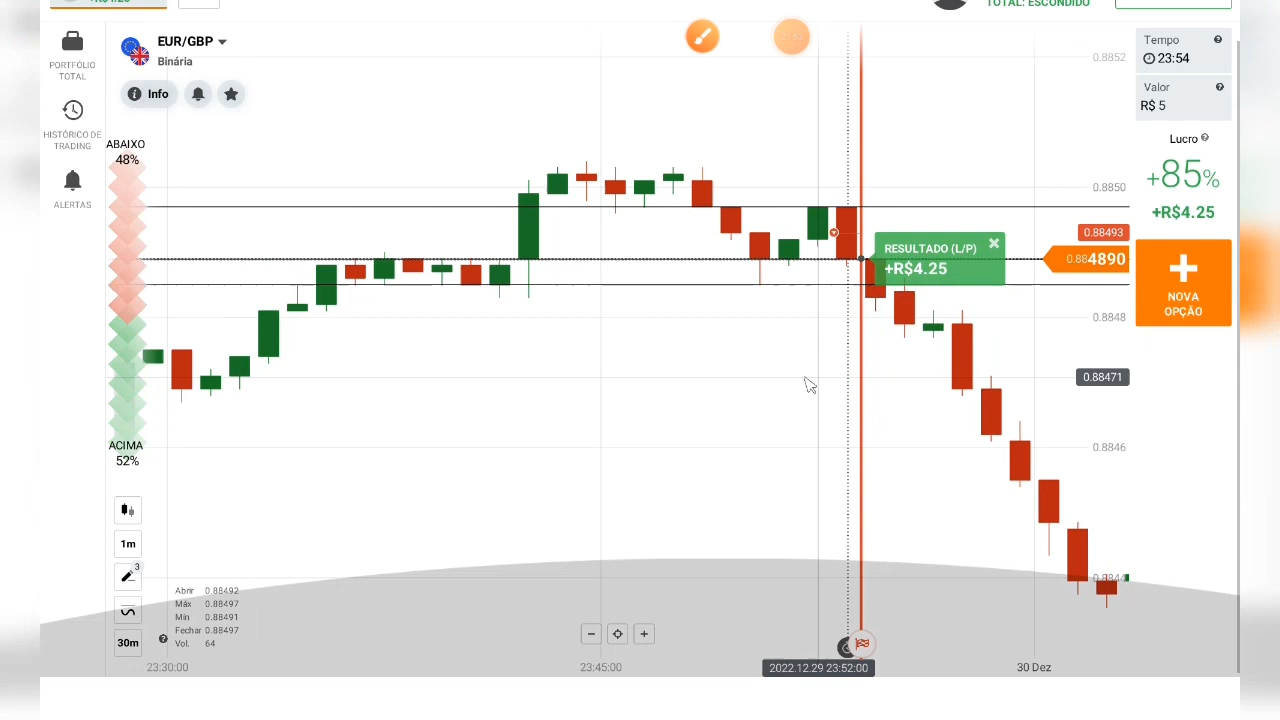 TOTAL: ESCONDIDO
PORTFÓLIO
TOTAL
HISTÓRICO DE
TRADING
ALERTAS
EUR/GBP
Binária
Info
ABAIXO
48%
ACIMA
52%
1m
3
30m
Abrir 0.88492
Máx 0.88497
Mín 0.88491
Fechar 0.88497
Vol. 64
RESULTADO (L/P)
+R$4.25
0.8852
0.8850
0.88493
0.884890
0.8848
0.88471
0.8846
Tempo
23:54
Valor
R$ 5
Lucro
+85%
+R$4.25
NOVA
OPÇÃO
23:30:00
23:45:00
2022.12.29 23:52:00
30 Dez